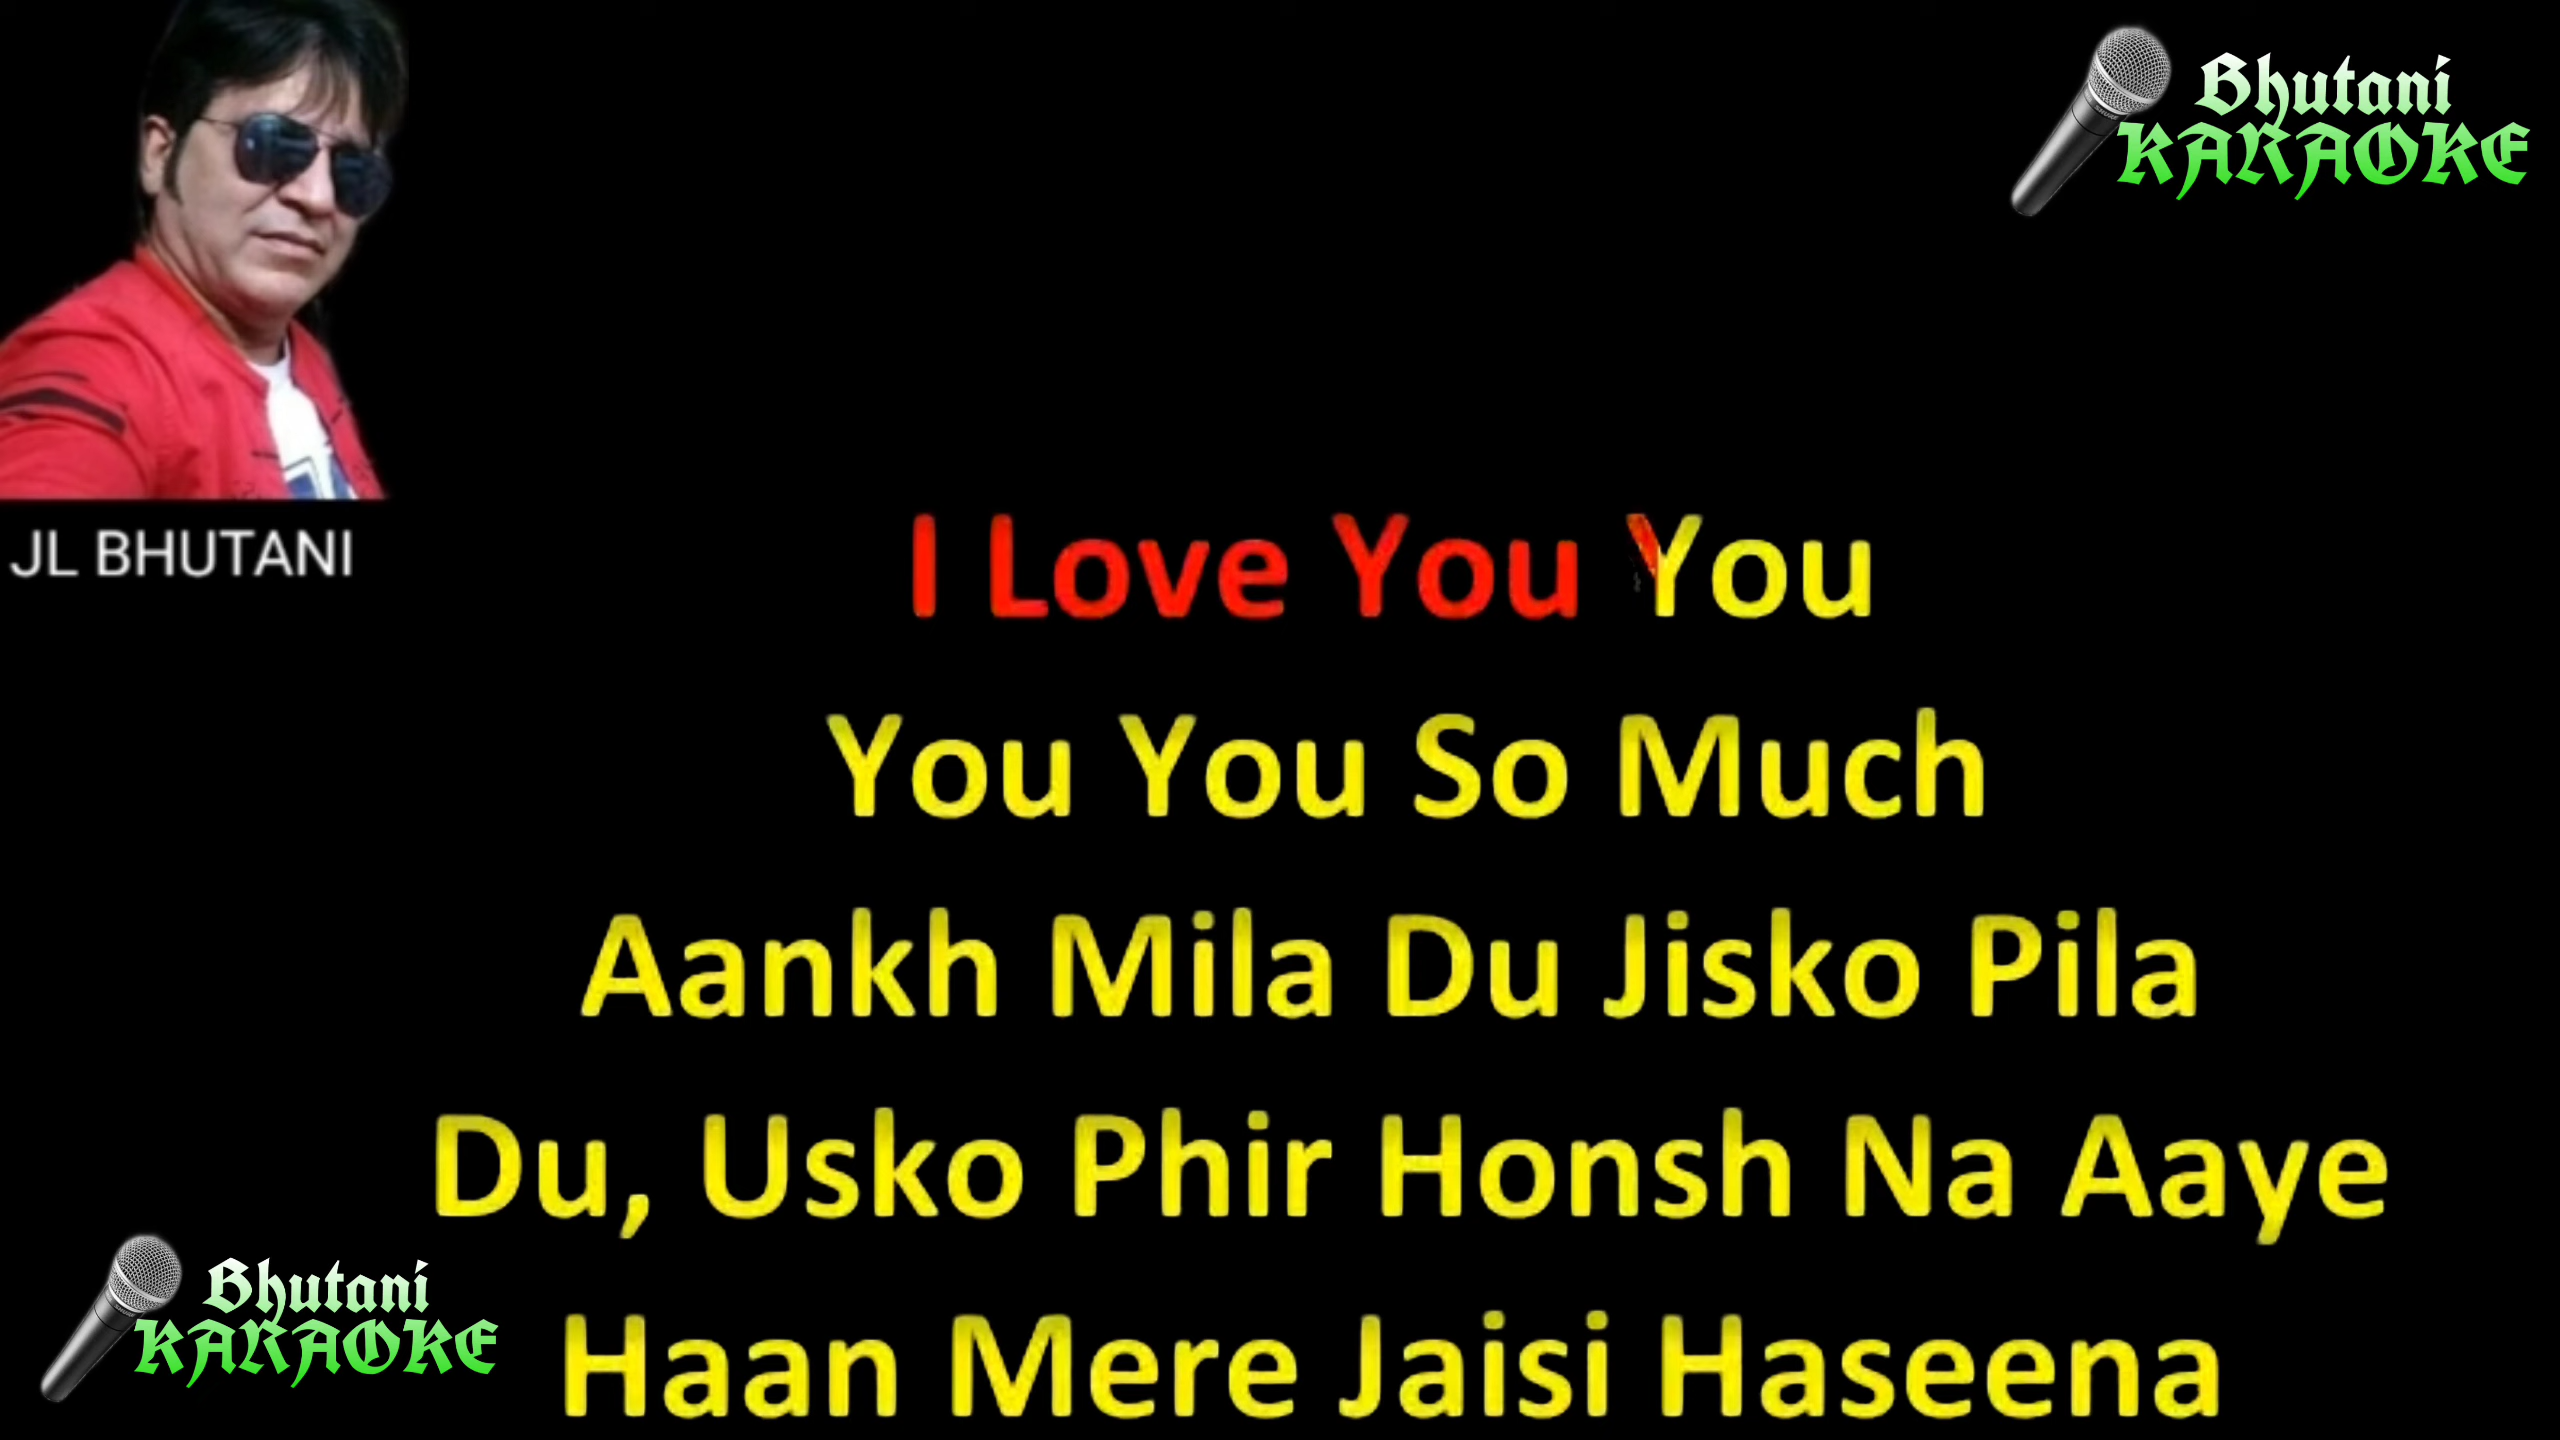 Bhutani
KARAOKE
JL BHUTANI
I Love You You
You You So Much
Aankh Mila Du Jisko Pila
Du, Usko Phir Honsh Na Aaye
Haan Mere Jaisi Haseena
Bhutani
KARAOKE